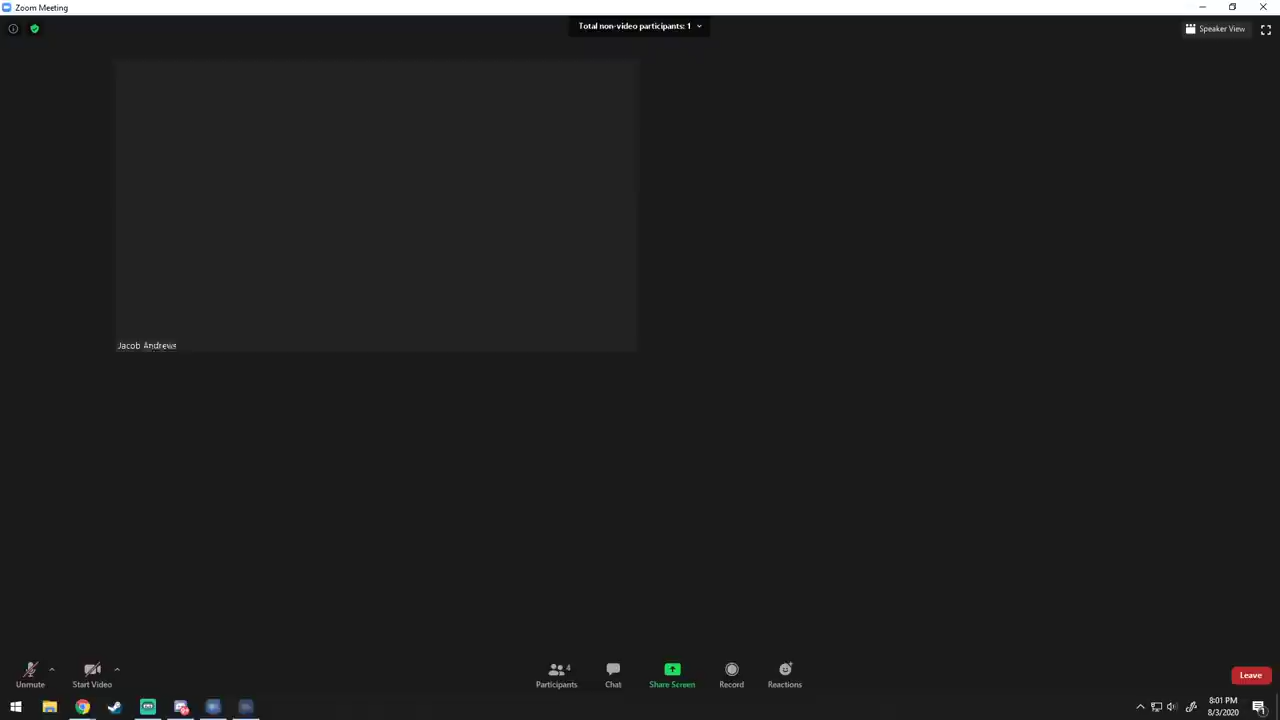 Zoom Meeting
Total non-video participants: 1
Speaker View
Jacob Andrews
Unmute
Start Video
4
Participants
Chat
Share Screen
Record
Reactions
Leave
8:01 PM
8/3/2020
1